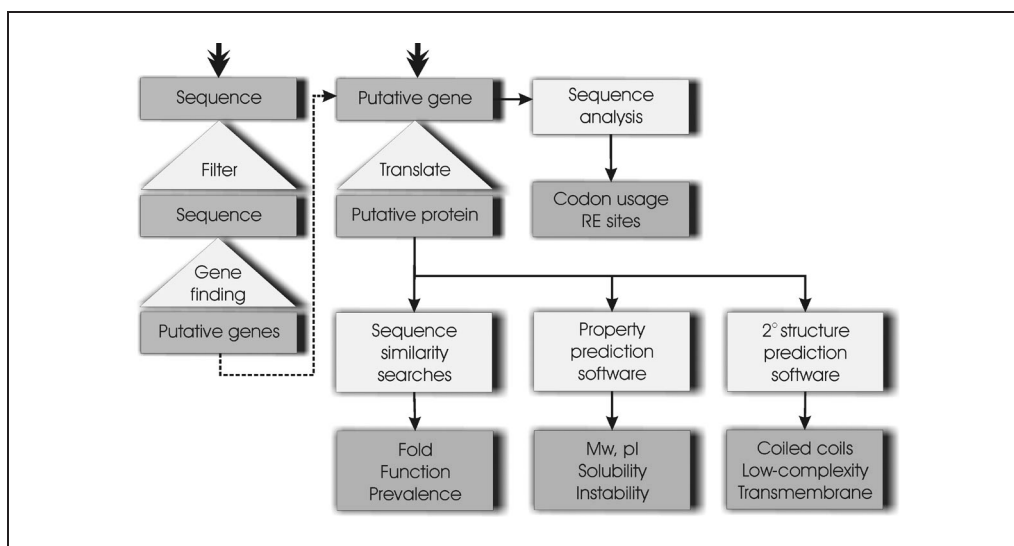 Sequence
Filter
Sequence
Gene
finding
Putative genes
Putative gene
Translate
Putative protein
Sequence
analysis
Codon usage
RE sites
Sequence
similarity
searches
Fold
Function
Prevalence
Property
prediction
software
Mw, pI
Solubility
Instability
2° structure
prediction
software
Coiled coils
Low-complexity
Transmembrane